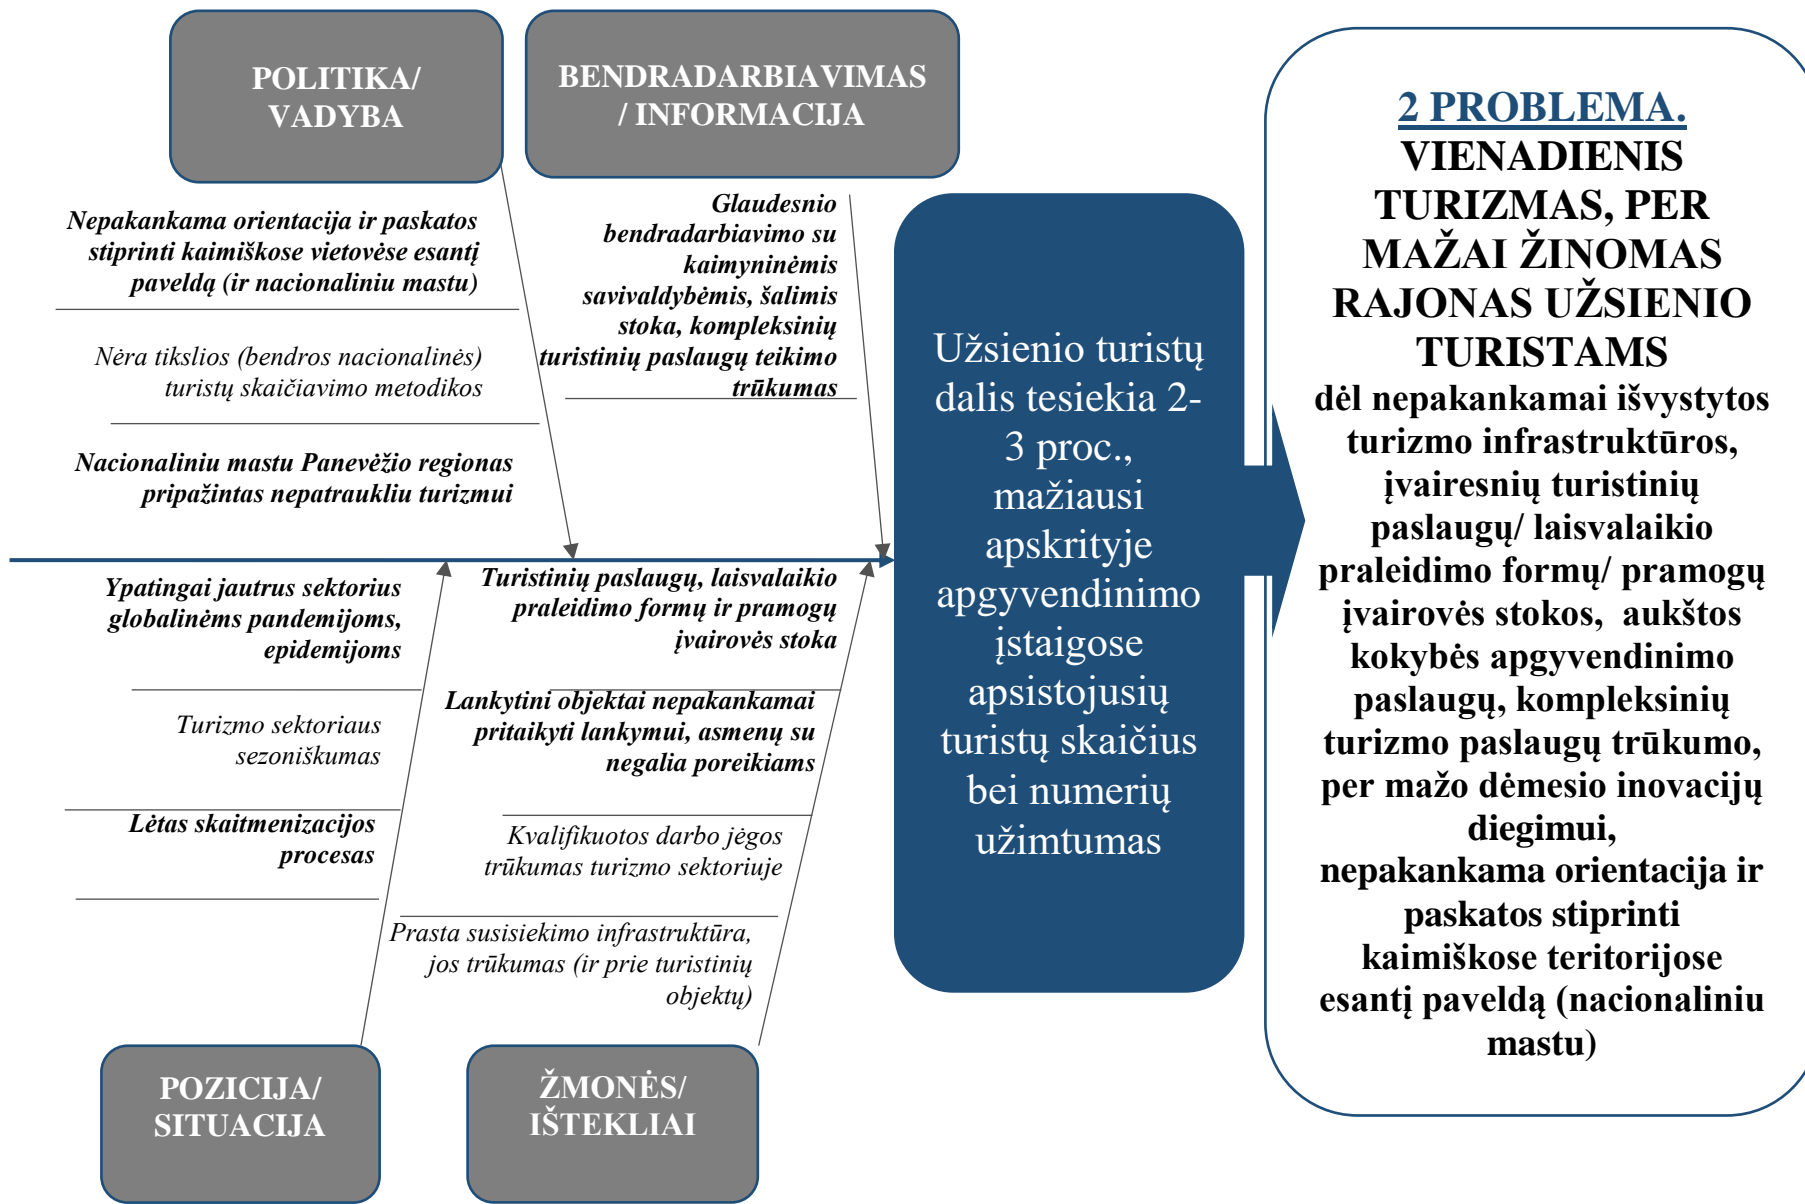 POLITIKA/
VADYBA
BENDRADARBIAVIMAS
/ INFORMACIJA
Nepakankama orientacija ir paskatos
stiprinti kaimiškose vietovėse esantį
paveldą (ir nacionaliniu mastu)
Nėra tikslios (bendros nacionalinės)
turistų skaičiavimo metodikos
Nacionaliniu mastu Panevėžio regionas
pripažintas nepatraukliu turizmui
Glaudesnio
bendradarbiavimo su
kaimyninėmis
savivaldybėmis, šalimis
stoka, kompleksinių
turistinių paslaugų teikimo
trūkumas
Ypatingai jautrus sektorius
globalinėms pandemijoms,
epidemijoms
Turizmo sektoriaus
sezoniškumas
Lėtas skaitmenizacijos
procesas
Turistinių paslaugų, laisvalaikio
praleidimo formų ir pramogų
įvairovės stoka
Lankytini objektai nepakankamai
pritaikyti lankymui, asmenų su
negalia poreikiams
Kvalifikuotos darbo jėgos
trūkumas turizmo sektoriuje
Prasta susisiekimo infrastruktūra,
jos trūkumas (ir prie turistinių
objektų)
POZICIJA/
SITUACIJA
ŽMONĖS/
IŠTEKLIAI
Užsienio turistų
dalis tesiekia 2-
3 proc.,
mažiausi
apskrityje
apgyvendinimo
įstaigose
apsistojusių
turistų skaičius
bei numerių
užimtumas
2 PROBLEMA.
VIENADIENIS
TURIZMAS, PER
MAŽAI ŽINOMAS
RAJONAS UŽSIENIO
TURISTAMS
dėl nepakankamai išvystytos
turizmo infrastruktūros,
įvairesnių turistinių
paslaugų/ laisvalaikio
praleidimo formų/ pramogų
įvairovės stokos, aukštos
kokybės apgyvendinimo
paslaugų, kompleksinių
turizmo paslaugų trūkumo,
per mažo dėmesio inovacijų
diegimui,
nepakankama orientacija ir
paskatos stiprinti
kaimiškose teritorijose
esantį paveldą (nacionaliniu
mastu)